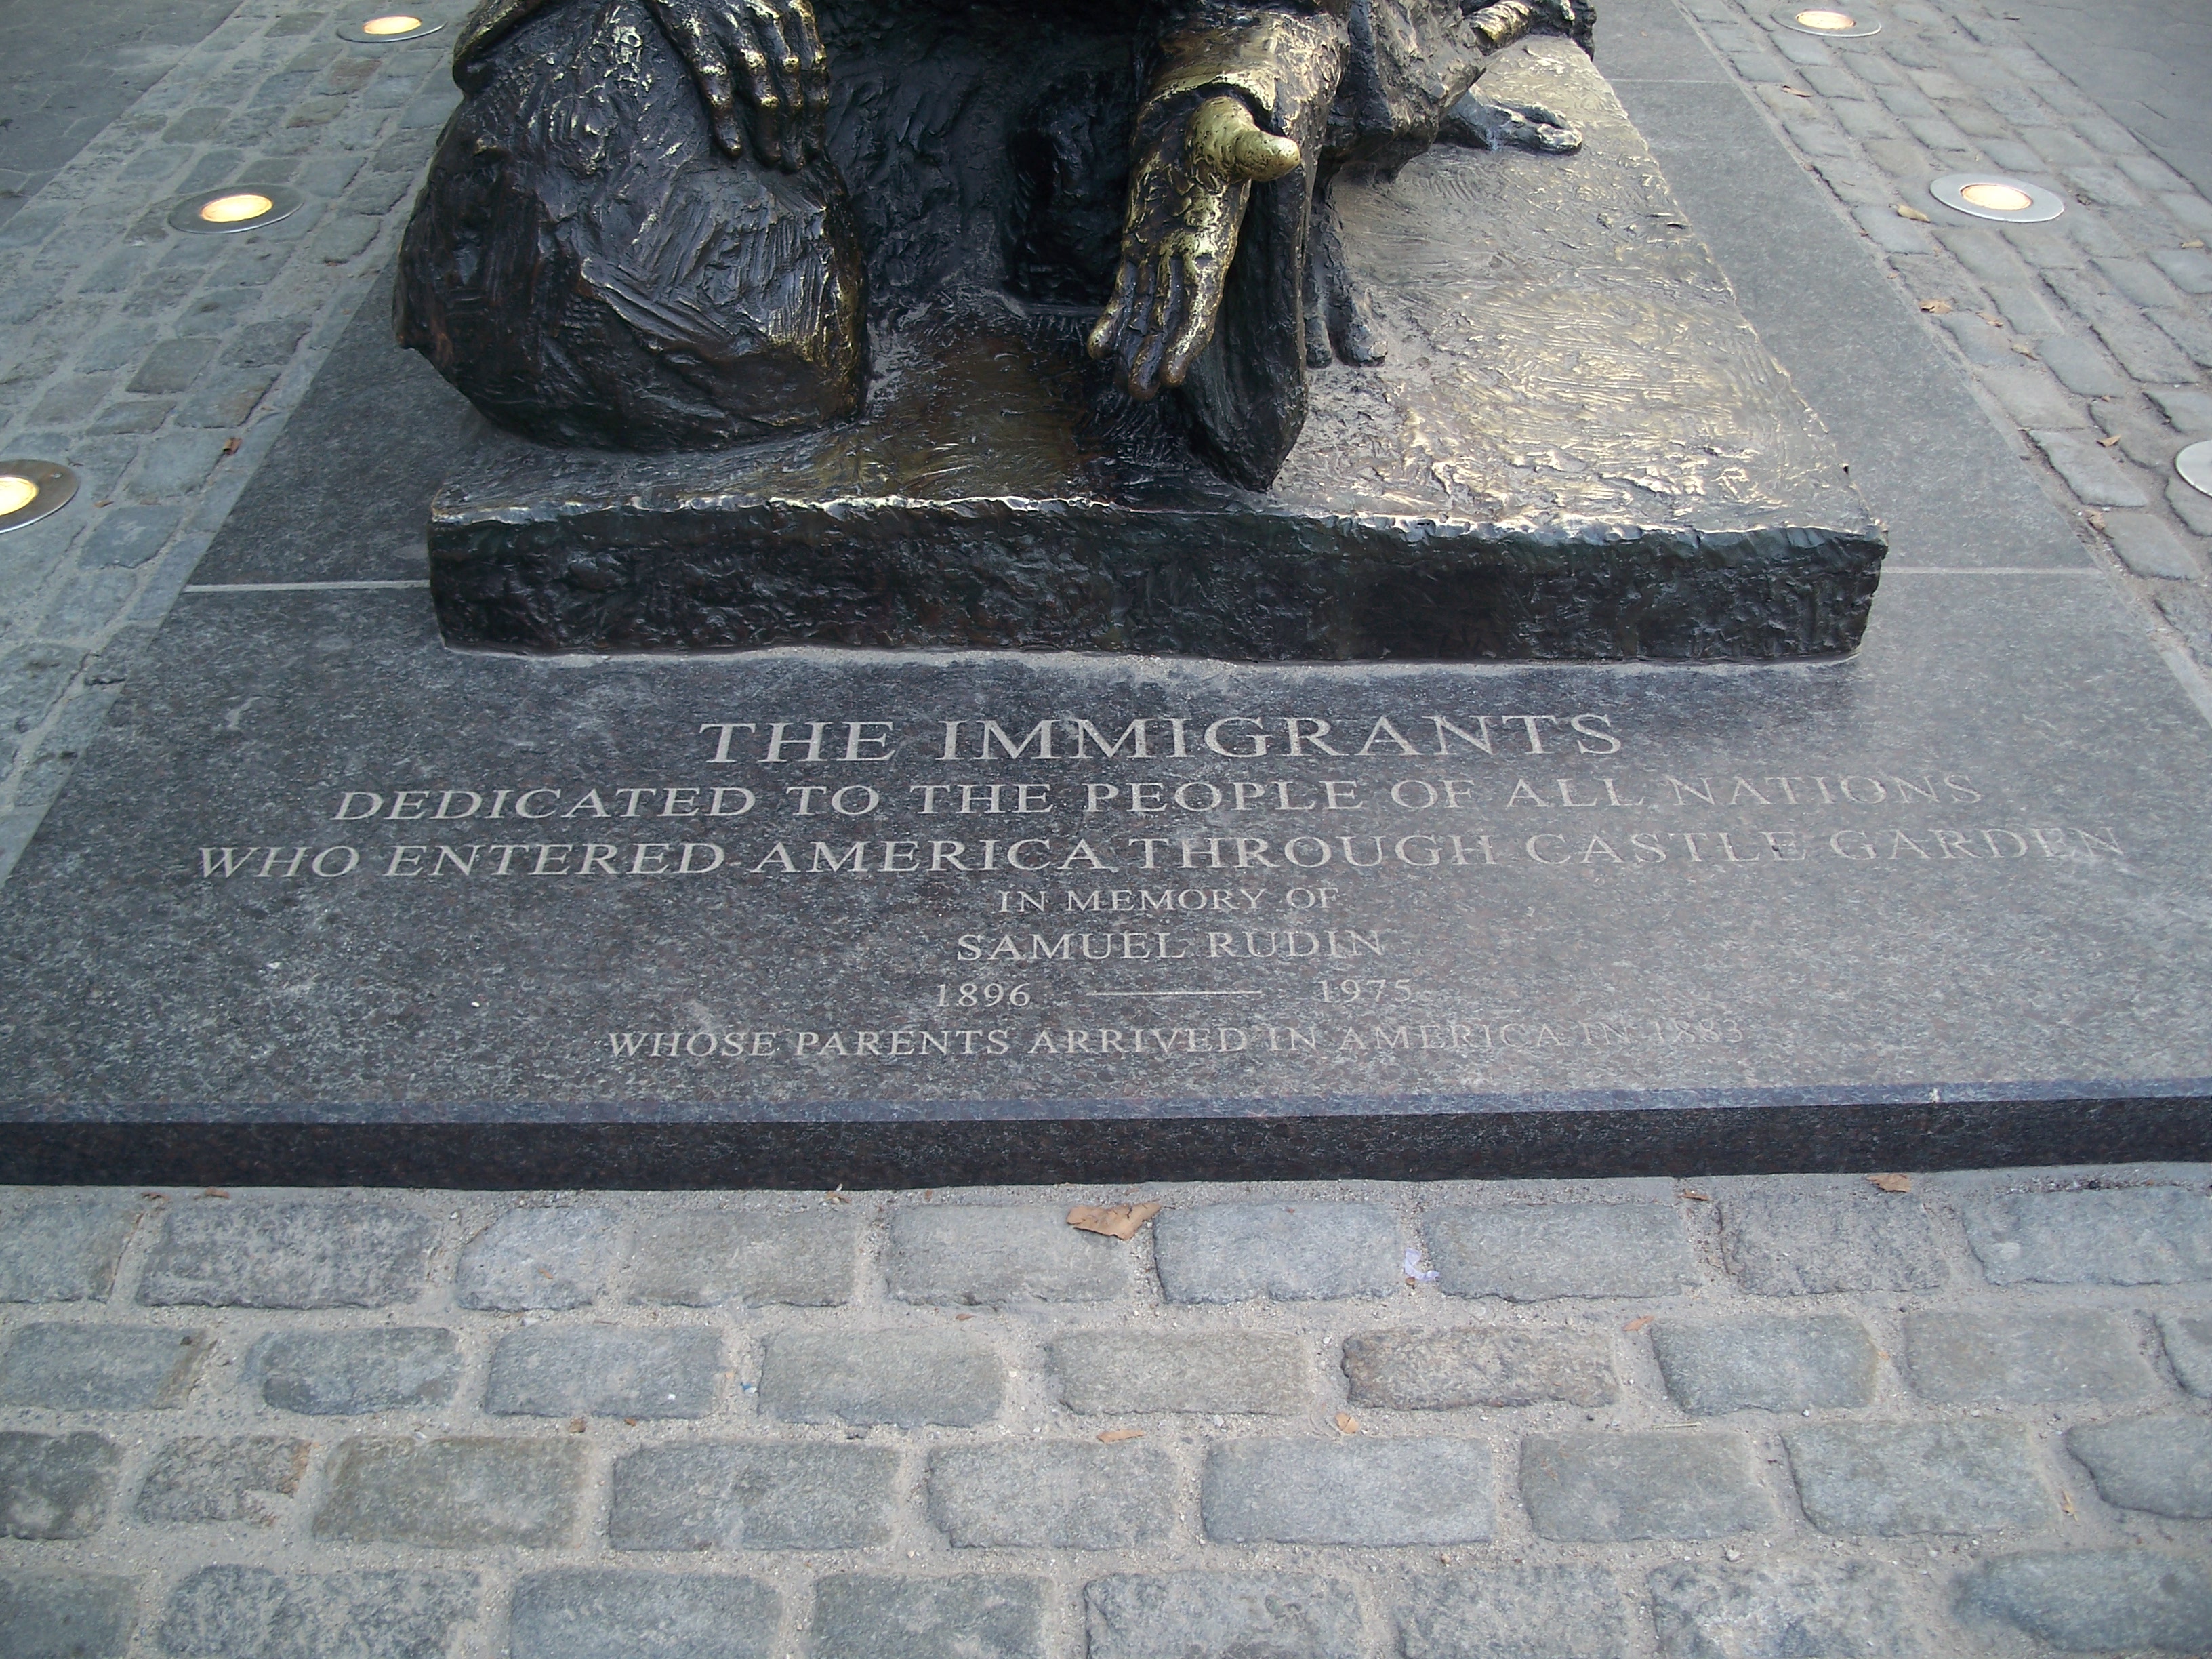 THE IMMIGRANTS
DEDICATED TO THE PEOPLE OF ALL NATIONS
WHO ENTERED AMERICA THROUGH CASTLE GARDEN
IN MEMORY OF
SAMUEL RUDIN
1896 — 1975
WHOSE PARENTS ARRIVED IN AMERICA IN 1883